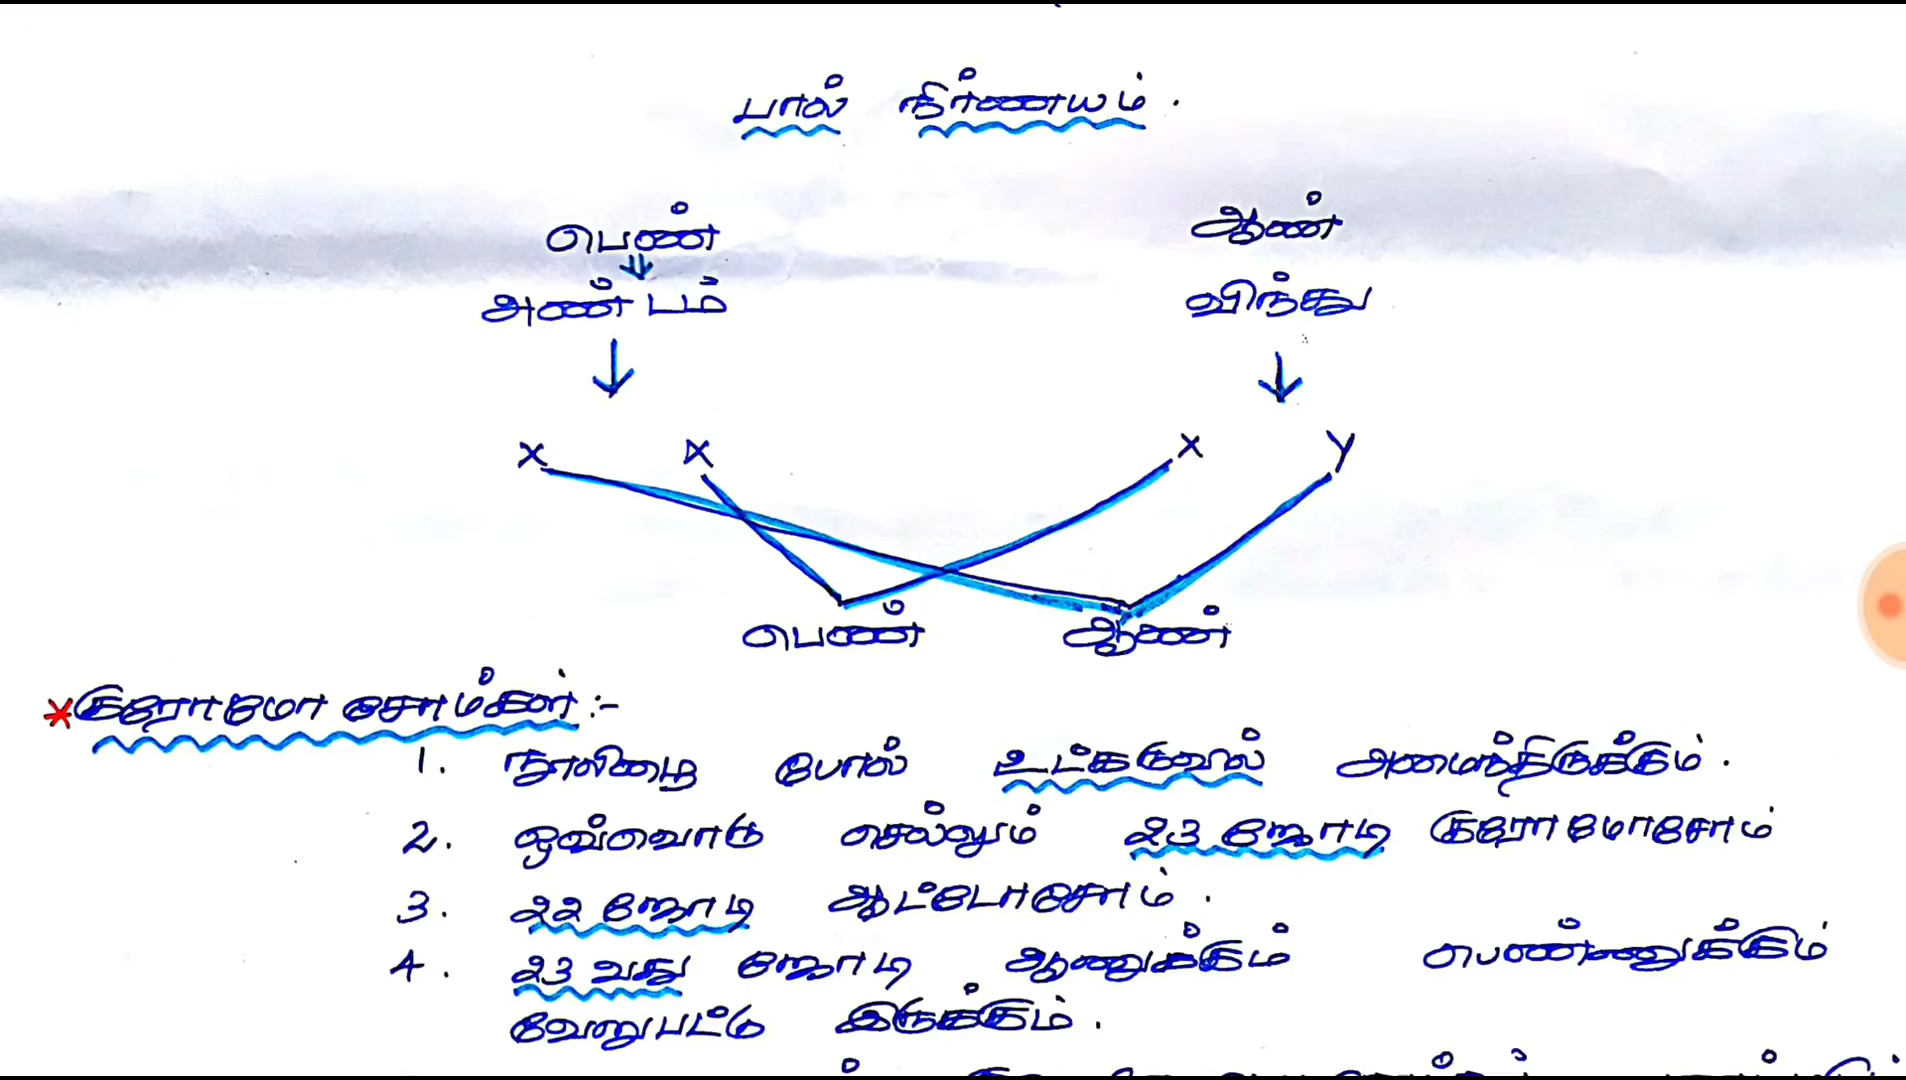 பால் நிர்ணயம்.
பெண் ஆண்
அண்டம் விந்து
X X X Y
பெண் ஆண்
*குரோமோசோம்கள்:-
1. நூலிழை போல் உட்கருவில் அமைந்திருக்கும்.
2. ஒவ்வொரு செல்லும் 23 ஜோடி குரோமோசோம்
3. 22 ஜோடி ஆட்டோசோம்.
4. 23 வது ஜோடி ஆணுக்கும் பெண்ணுக்கும்
வேறுபட்டு இருக்கும்.